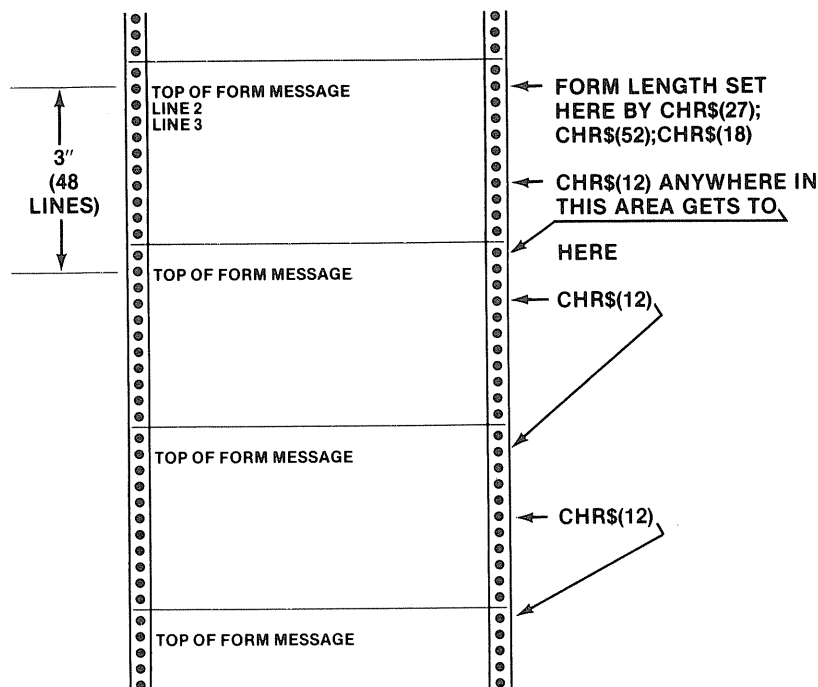 TOP OF FORM MESSAGE
LINE 2
LINE 3
3"
(48
LINES)
FORM LENGTH SET
HERE BY CHR$(27);
CHR$(52);CHR$(18)
CHR$(12) ANYWHERE IN
THIS AREA GETS TO
HERE
TOP OF FORM MESSAGE
CHR$(12)
TOP OF FORM MESSAGE
CHR$(12)
TOP OF FORM MESSAGE